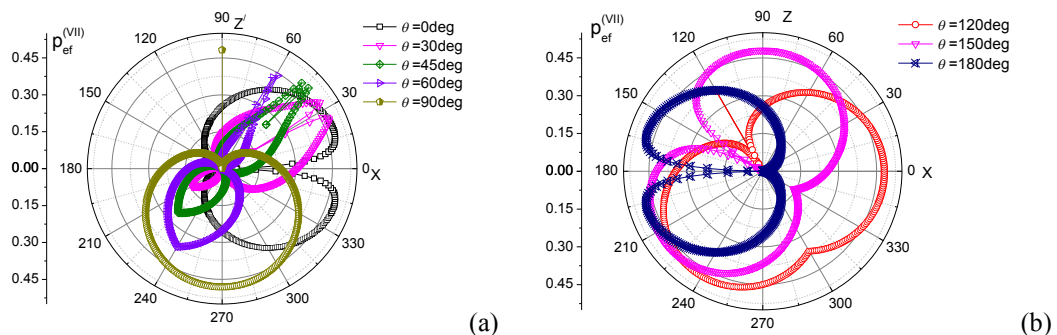 p_ef^(VII)
90 Z/
120 60
150 30
180 0 X
210 330
240 300
270
0.45
0.30
0.15
0.00
0.15
0.30
0.45
θ =0deg
θ =30deg
θ =45deg
θ =60deg
θ =90deg
(a)
p_ef^(VII)
90 Z
120 60
150 30
180 0 X
210 330
240 300
270
0.45
0.30
0.15
0.00
0.15
0.30
0.45
θ =120deg
θ =150deg
θ =180deg
(b)